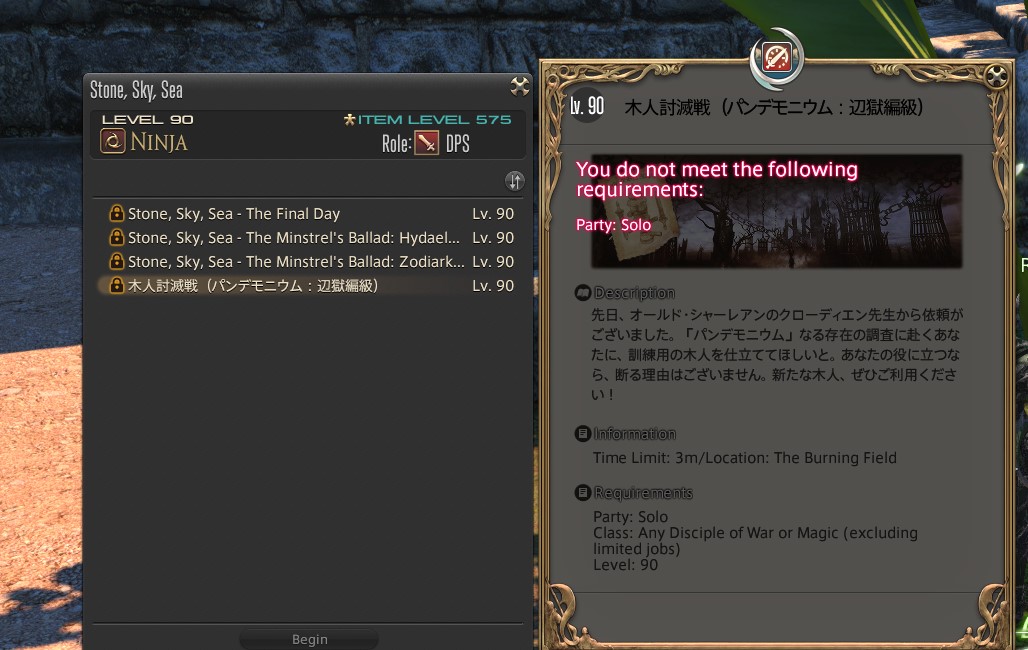 Stone, Sky, Sea
LEVEL 90
ITEM LEVEL 575
NINJA
Role: DPS
Stone, Sky, Sea - The Final Day Lv. 90
Stone, Sky, Sea - The Minstrel's Ballad: Hydael... Lv. 90
Stone, Sky, Sea - The Minstrel's Ballad: Zodiark... Lv. 90
木人討滅戦（パンデモニウム：辺獄編級） Lv. 90
Begin
Lv. 90 木人討滅戦（パンデモニウム：辺獄編級）
You do not meet the following
requirements:
Party: Solo
Description
先日、オールド・シャーレアンのクローディエン先生から依頼が
ございました。「パンデモニウム」なる存在の調査に赴くあな
たに、訓練用の木人を仕立ててほしいと。あなたの役に立つな
ら、断る理由はございません。新たな木人、ぜひご利用くださ
い！
Information
Time Limit: 3m/Location: The Burning Field
Requirements
Party: Solo
Class: Any Disciple of War or Magic (excluding
limited jobs)
Level: 90